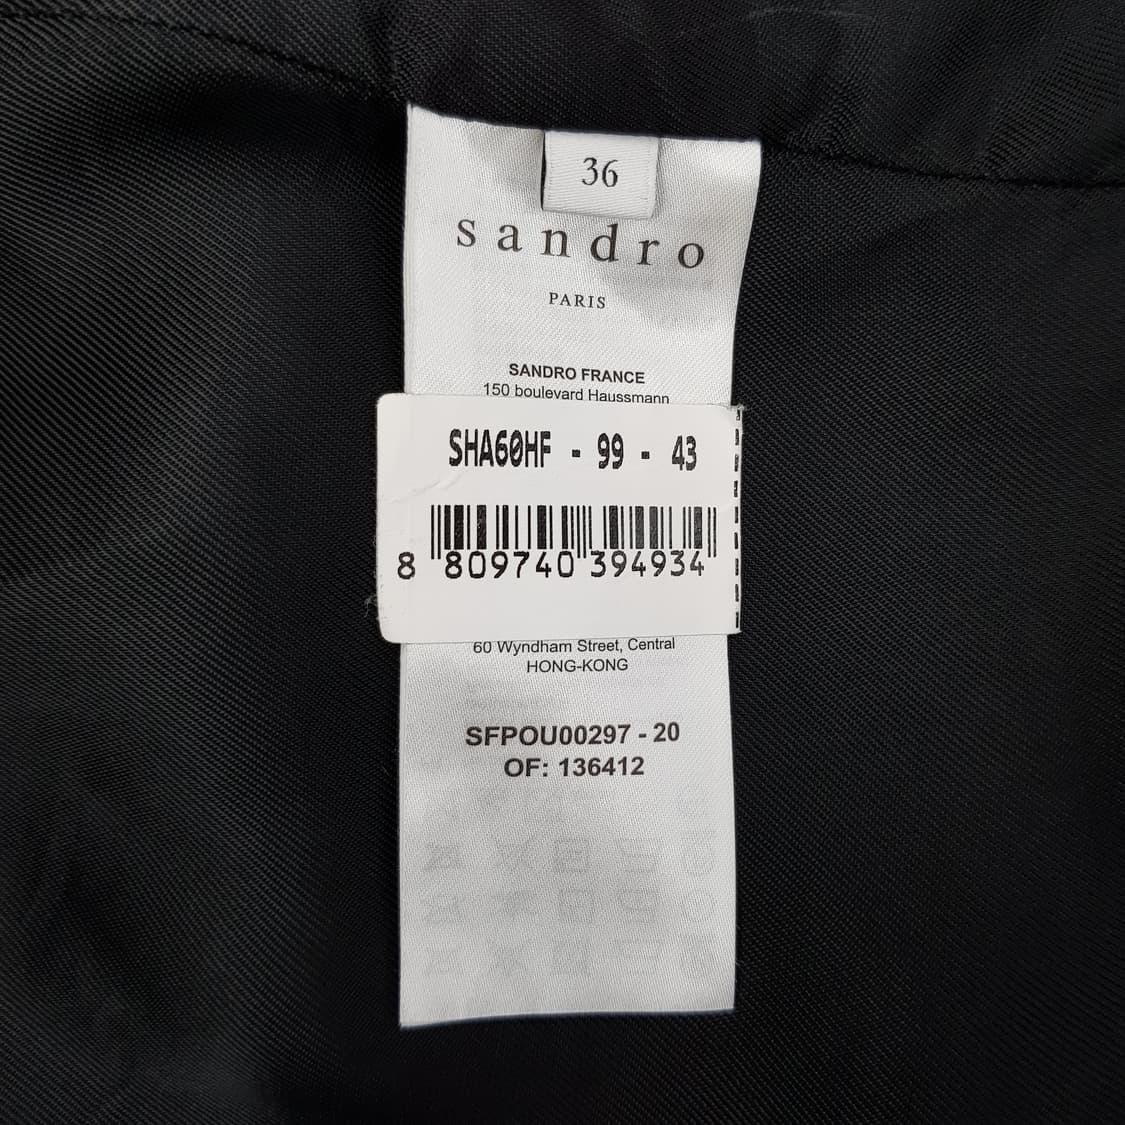 36
sandro
PARIS
SANDRO FRANCE
150 boulevard Haussmann
SHA60HF - 99 - 43
8 809740 394934
60 Wyndham Street, Central
HONG-KONG
SFPOU00297 - 20
OF: 136412